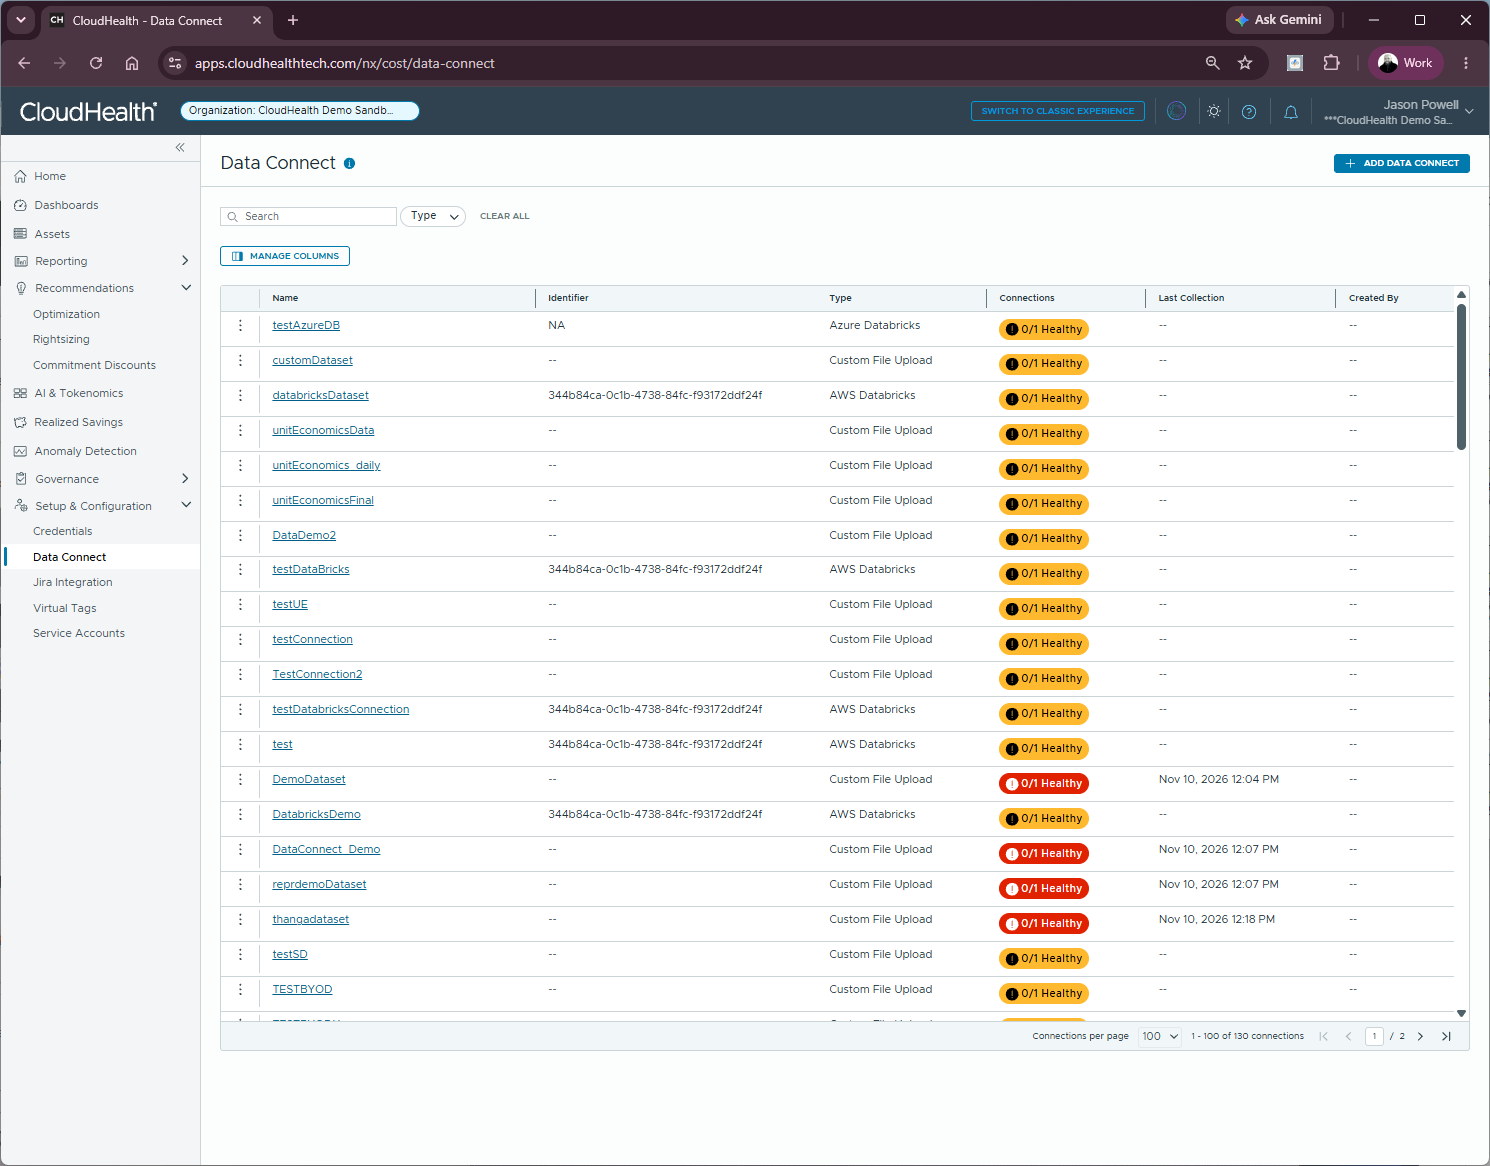 CH CloudHealth - Data Connect
Ask Gemini
apps.cloudhealthtech.com/nx/cost/data-connect
Work
CloudHealth
Organization: CloudHealth Demo Sandb...
SWITCH TO CLASSIC EXPERIENCE
Jason Powell
***CloudHealth Demo Sa...
Home
Dashboards
Assets
Reporting
Recommendations
Optimization
Rightsizing
Commitment Discounts
AI & Tokenomics
Realized Savings
Anomaly Detection
Governance
Setup & Configuration
Credentials
Data Connect
Jira Integration
Virtual Tags
Service Accounts
Data Connect
ADD DATA CONNECT
Search
Type
CLEAR ALL
MANAGE COLUMNS
Name Identifier Type Connections Last Collection Created By
testAzureDB NA Azure Databricks 0/1 Healthy -- --
customDataset -- Custom File Upload 0/1 Healthy -- --
databricksDataset 344b84ca-0c1b-4738-84fc-f93172ddf24f AWS Databricks 0/1 Healthy -- --
unitEconomicsData -- Custom File Upload 0/1 Healthy -- --
unitEconomics_daily -- Custom File Upload 0/1 Healthy -- --
unitEconomicsFinal -- Custom File Upload 0/1 Healthy -- --
DataDemo2 -- Custom File Upload 0/1 Healthy -- --
testDataBricks 344b84ca-0c1b-4738-84fc-f93172ddf24f AWS Databricks 0/1 Healthy -- --
testUE -- Custom File Upload 0/1 Healthy -- --
testConnection -- Custom File Upload 0/1 Healthy -- --
TestConnection2 -- Custom File Upload 0/1 Healthy -- --
testDatabricksConnection 344b84ca-0c1b-4738-84fc-f93172ddf24f AWS Databricks 0/1 Healthy -- --
test 344b84ca-0c1b-4738-84fc-f93172ddf24f AWS Databricks 0/1 Healthy -- --
DemoDataset -- Custom File Upload 0/1 Healthy Nov 10, 2026 12:04 PM --
DatabricksDemo 344b84ca-0c1b-4738-84fc-f93172ddf24f AWS Databricks 0/1 Healthy -- --
DataConnect_Demo -- Custom File Upload 0/1 Healthy Nov 10, 2026 12:07 PM --
reprdemoDataset -- Custom File Upload 0/1 Healthy Nov 10, 2026 12:07 PM --
thangadataset -- Custom File Upload 0/1 Healthy Nov 10, 2026 12:18 PM --
testSD -- Custom File Upload 0/1 Healthy -- --
TESTBYOD -- Custom File Upload 0/1 Healthy -- --
Connections per page 100 1 - 100 of 130 connections 1 / 2